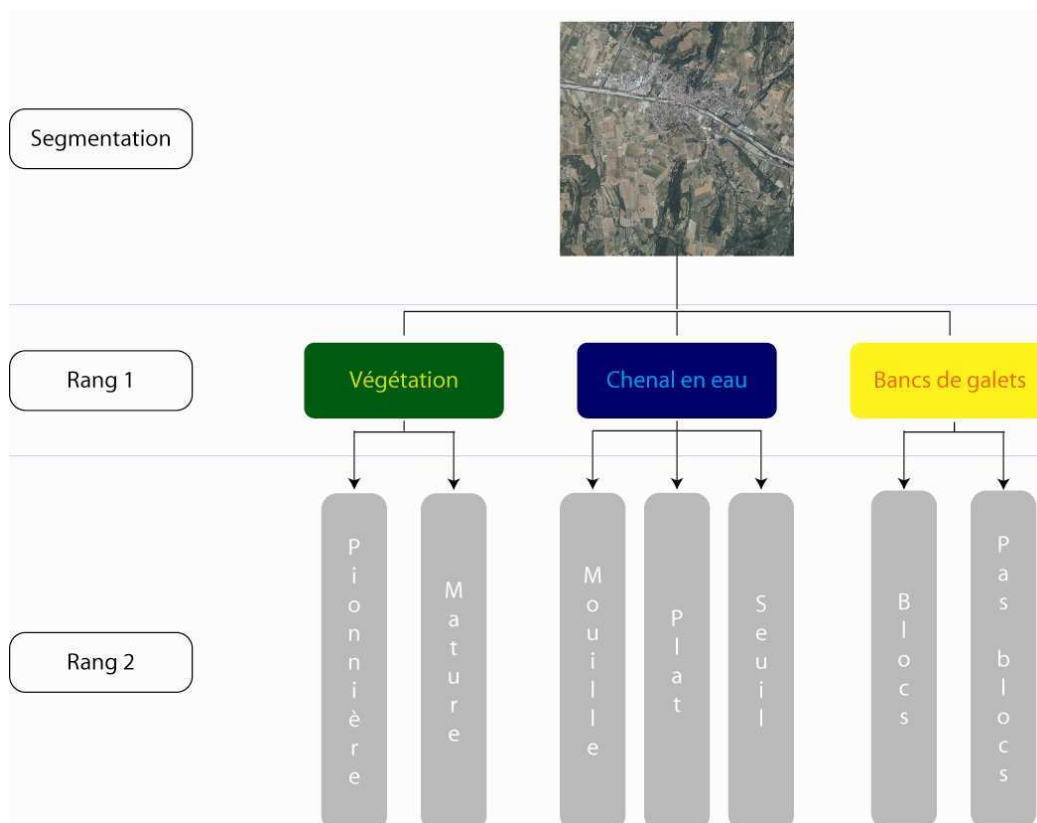 Segmentation
Rang 1
Végétation
Chenal en eau
Bancs de galets
Rang 2
Pionnière
Mature
Mouille
Plat
Seuil
Blocs
Pas blocs